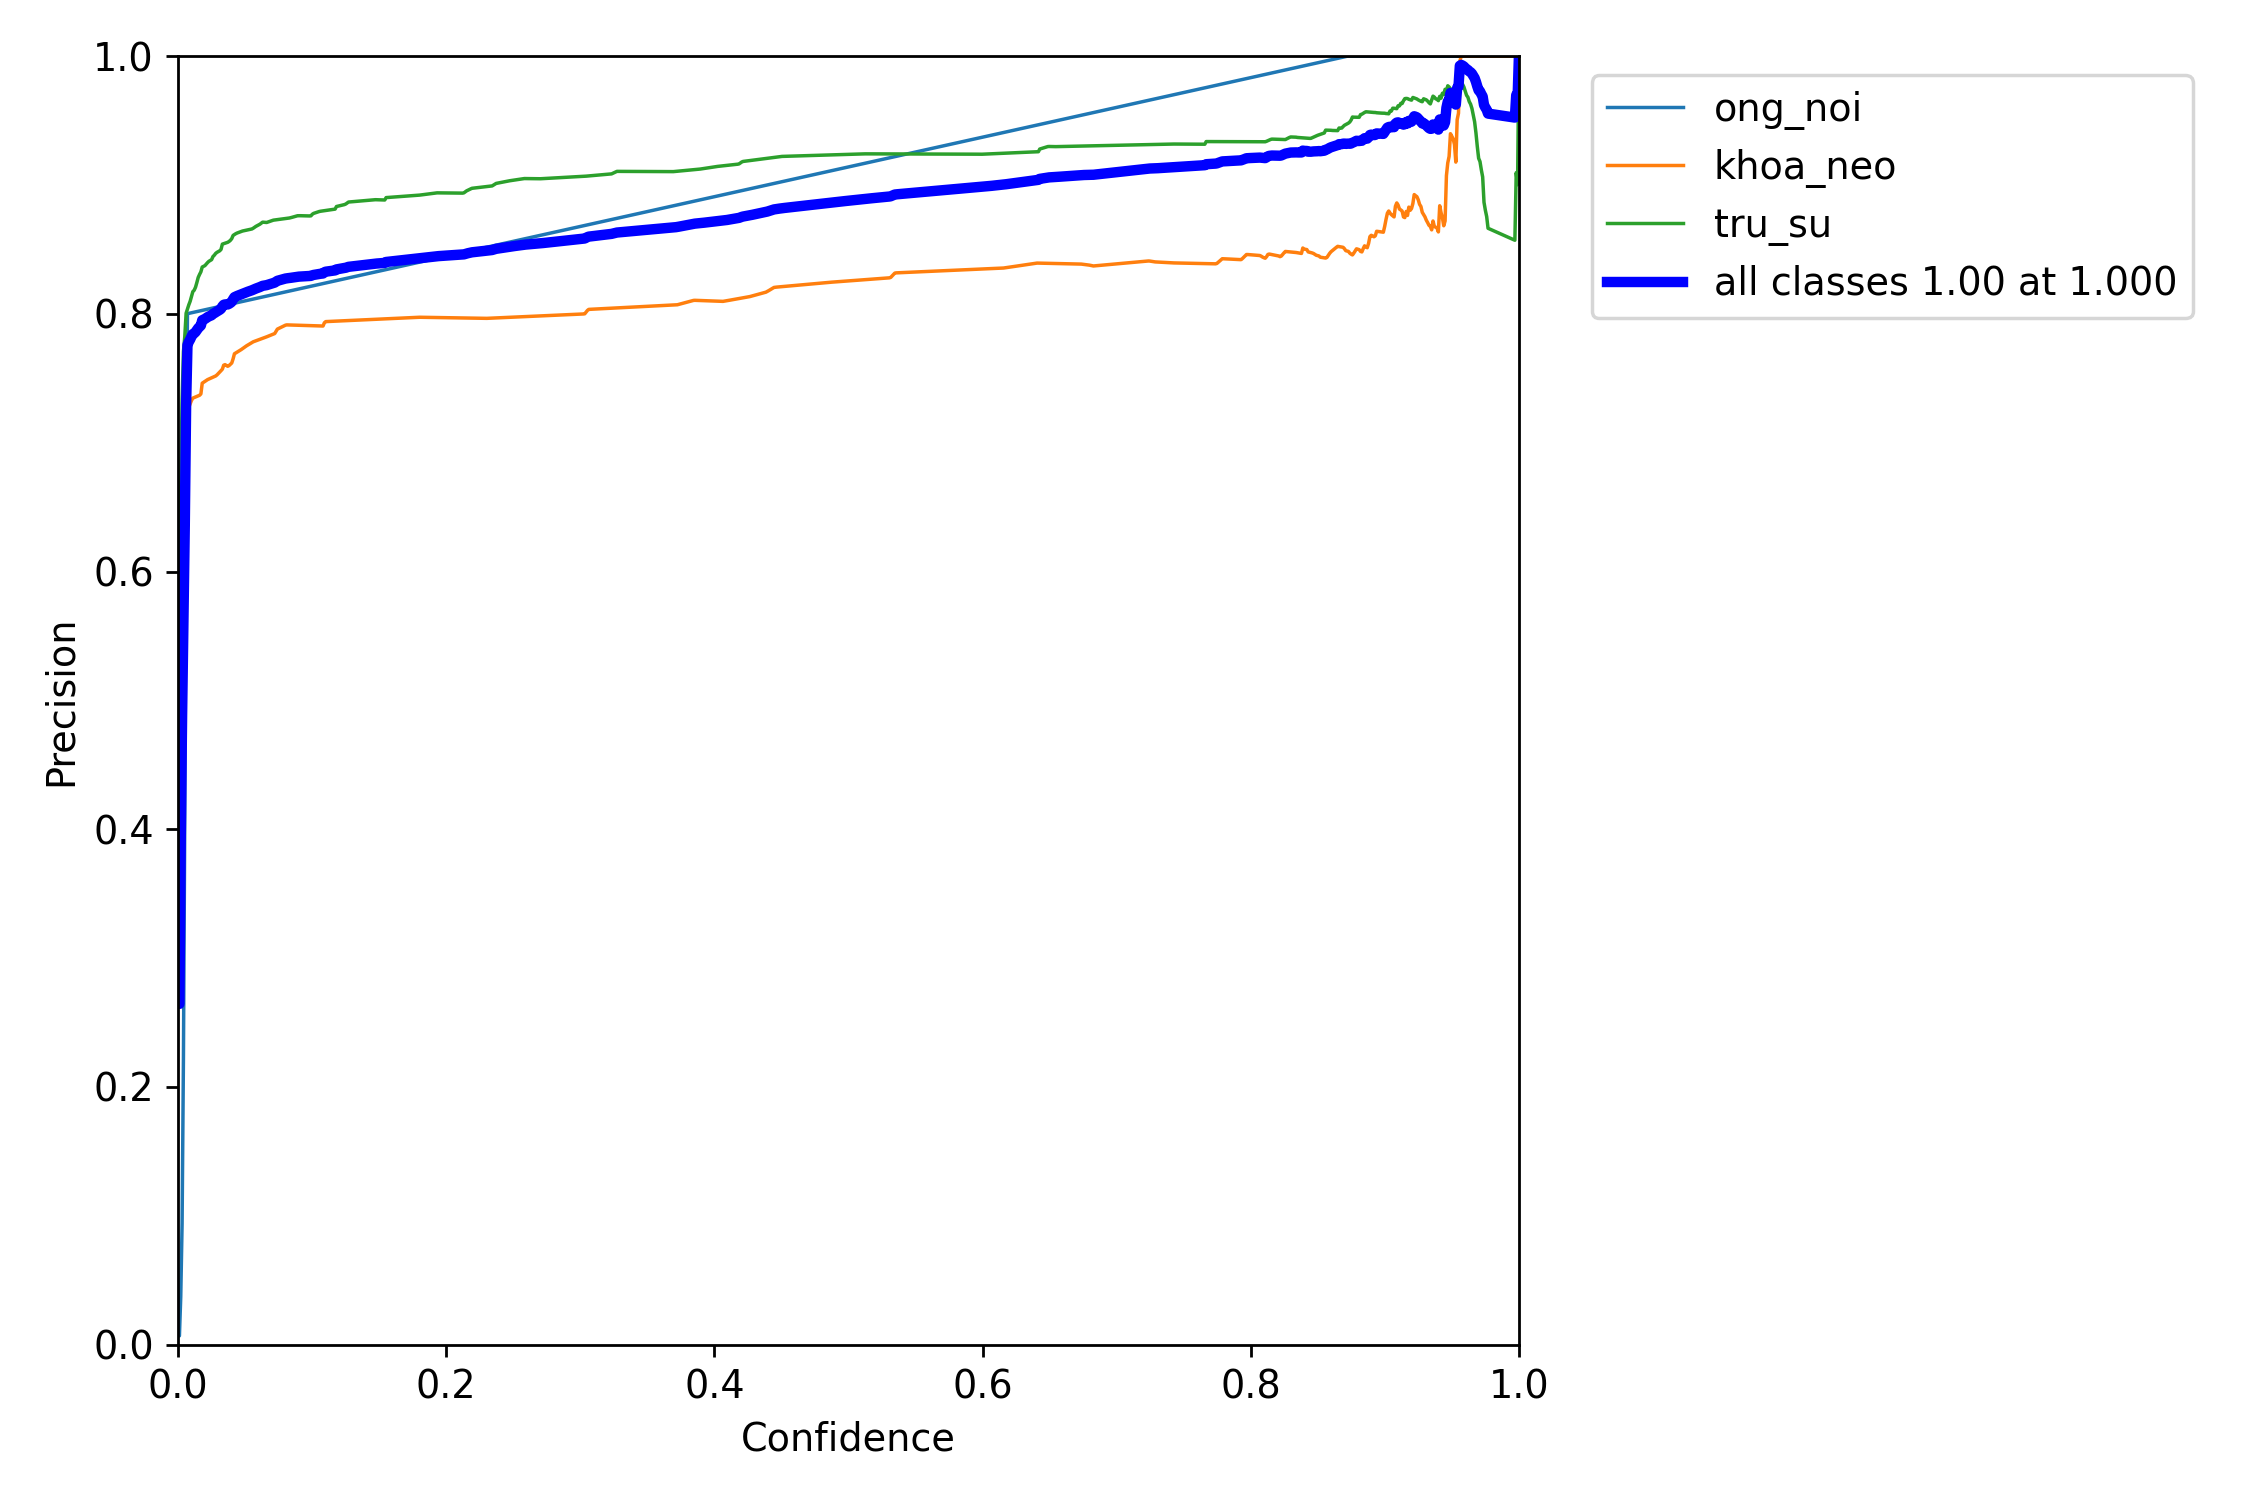 1.0
0.8
0.6
0.4
0.2
0.0
Precision
0.0 0.2 0.4 0.6 0.8 1.0
Confidence
ong_noi
khoa_neo
tru_su
all classes 1.00 at 1.000